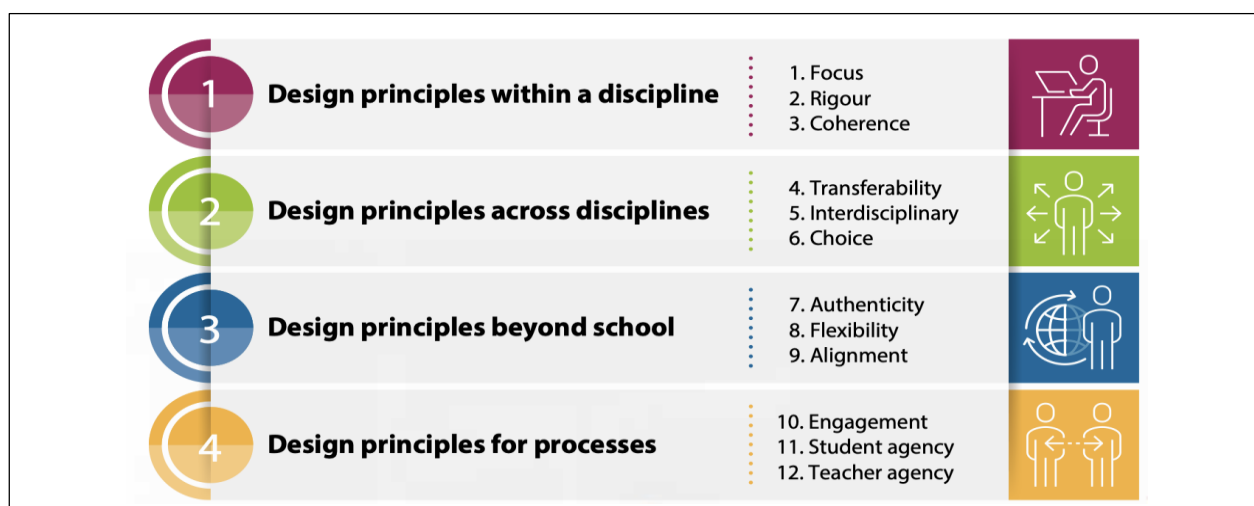 1
Design principles within a discipline
1. Focus
2. Rigour
3. Coherence
2
Design principles across disciplines
4. Transferability
5. Interdisciplinary
6. Choice
3
Design principles beyond school
7. Authenticity
8. Flexibility
9. Alignment
4
Design principles for processes
10. Engagement
11. Student agency
12. Teacher agency